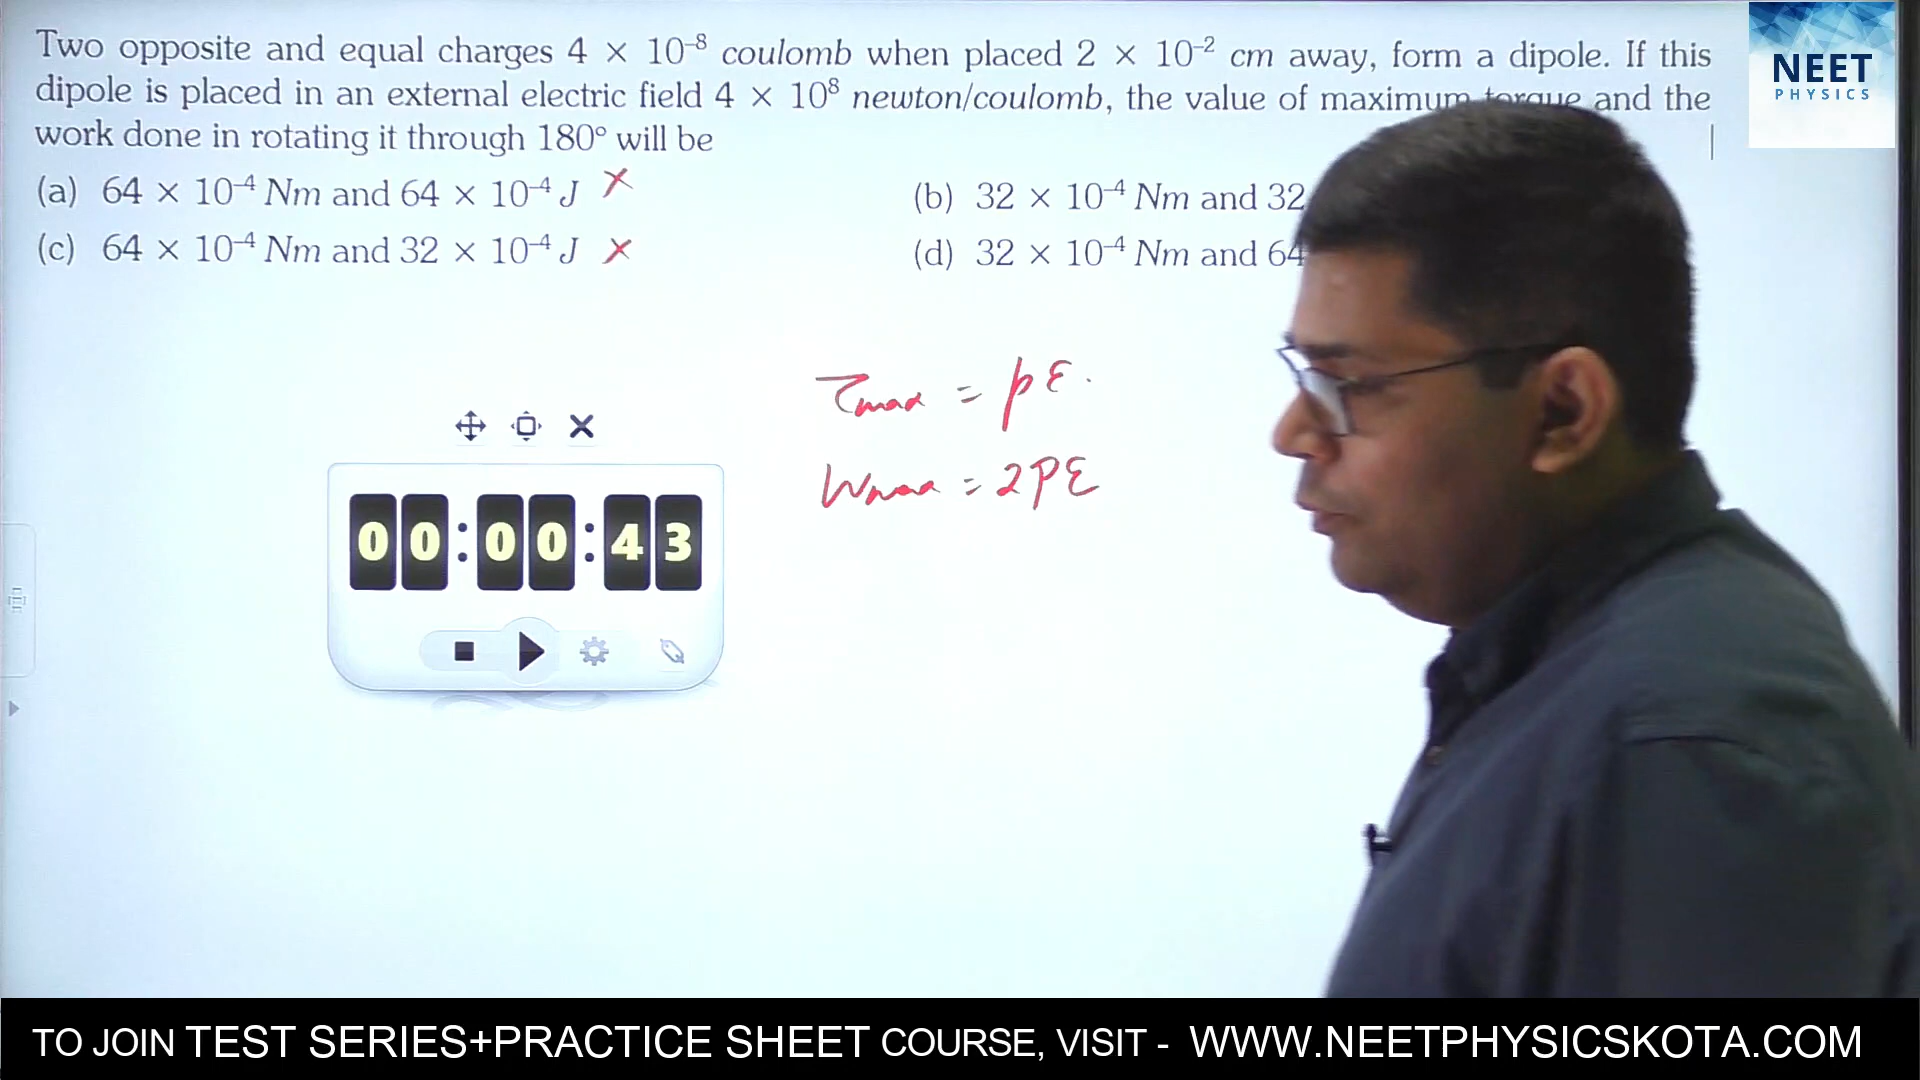 Two opposite and equal charges 4 × 10⁻⁸ coulomb when placed 2 × 10⁻² cm away, form a dipole. If this
dipole is placed in an external electric field 4 × 10⁸ newton/coulomb, the value of maximum torque and the
work done in rotating it through 180° will be
(a) 64 × 10⁻⁴ Nm and 64 × 10⁻⁴ J ×
(b) 32 × 10⁻⁴ Nm and 32
(c) 64 × 10⁻⁴ Nm and 32 × 10⁻⁴ J ×
(d) 32 × 10⁻⁴ Nm and 64
τmax = pE.
Wmax = 2PE
00:00:43
NEET
PHYSICS
TO JOIN TEST SERIES+PRACTICE SHEET COURSE, VISIT - WWW.NEETPHYSICSKOTA.COM